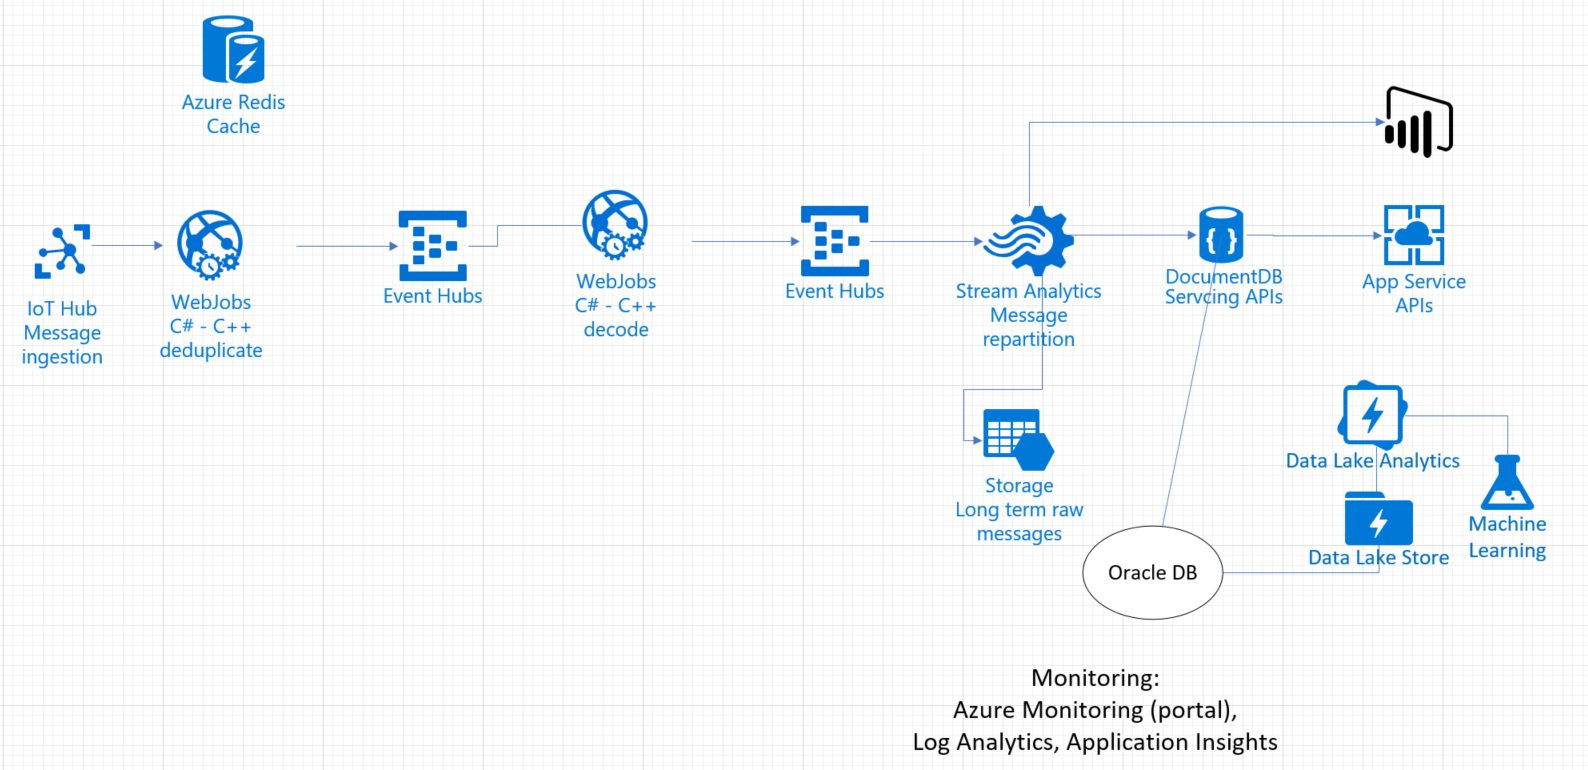 Azure Redis
Cache
IoT Hub
Message
ingestion
WebJobs
C# - C++
deduplicate
Event Hubs
WebJobs
C# - C++
decode
Event Hubs
Stream Analytics
Message
repartition
DocumentDB
Servcing APIs
App Service
APIs
Storage
Long term raw
messages
Oracle DB
Data Lake Analytics
Data Lake Store
Machine
Learning
Monitoring:
Azure Monitoring (portal),
Log Analytics, Application Insights